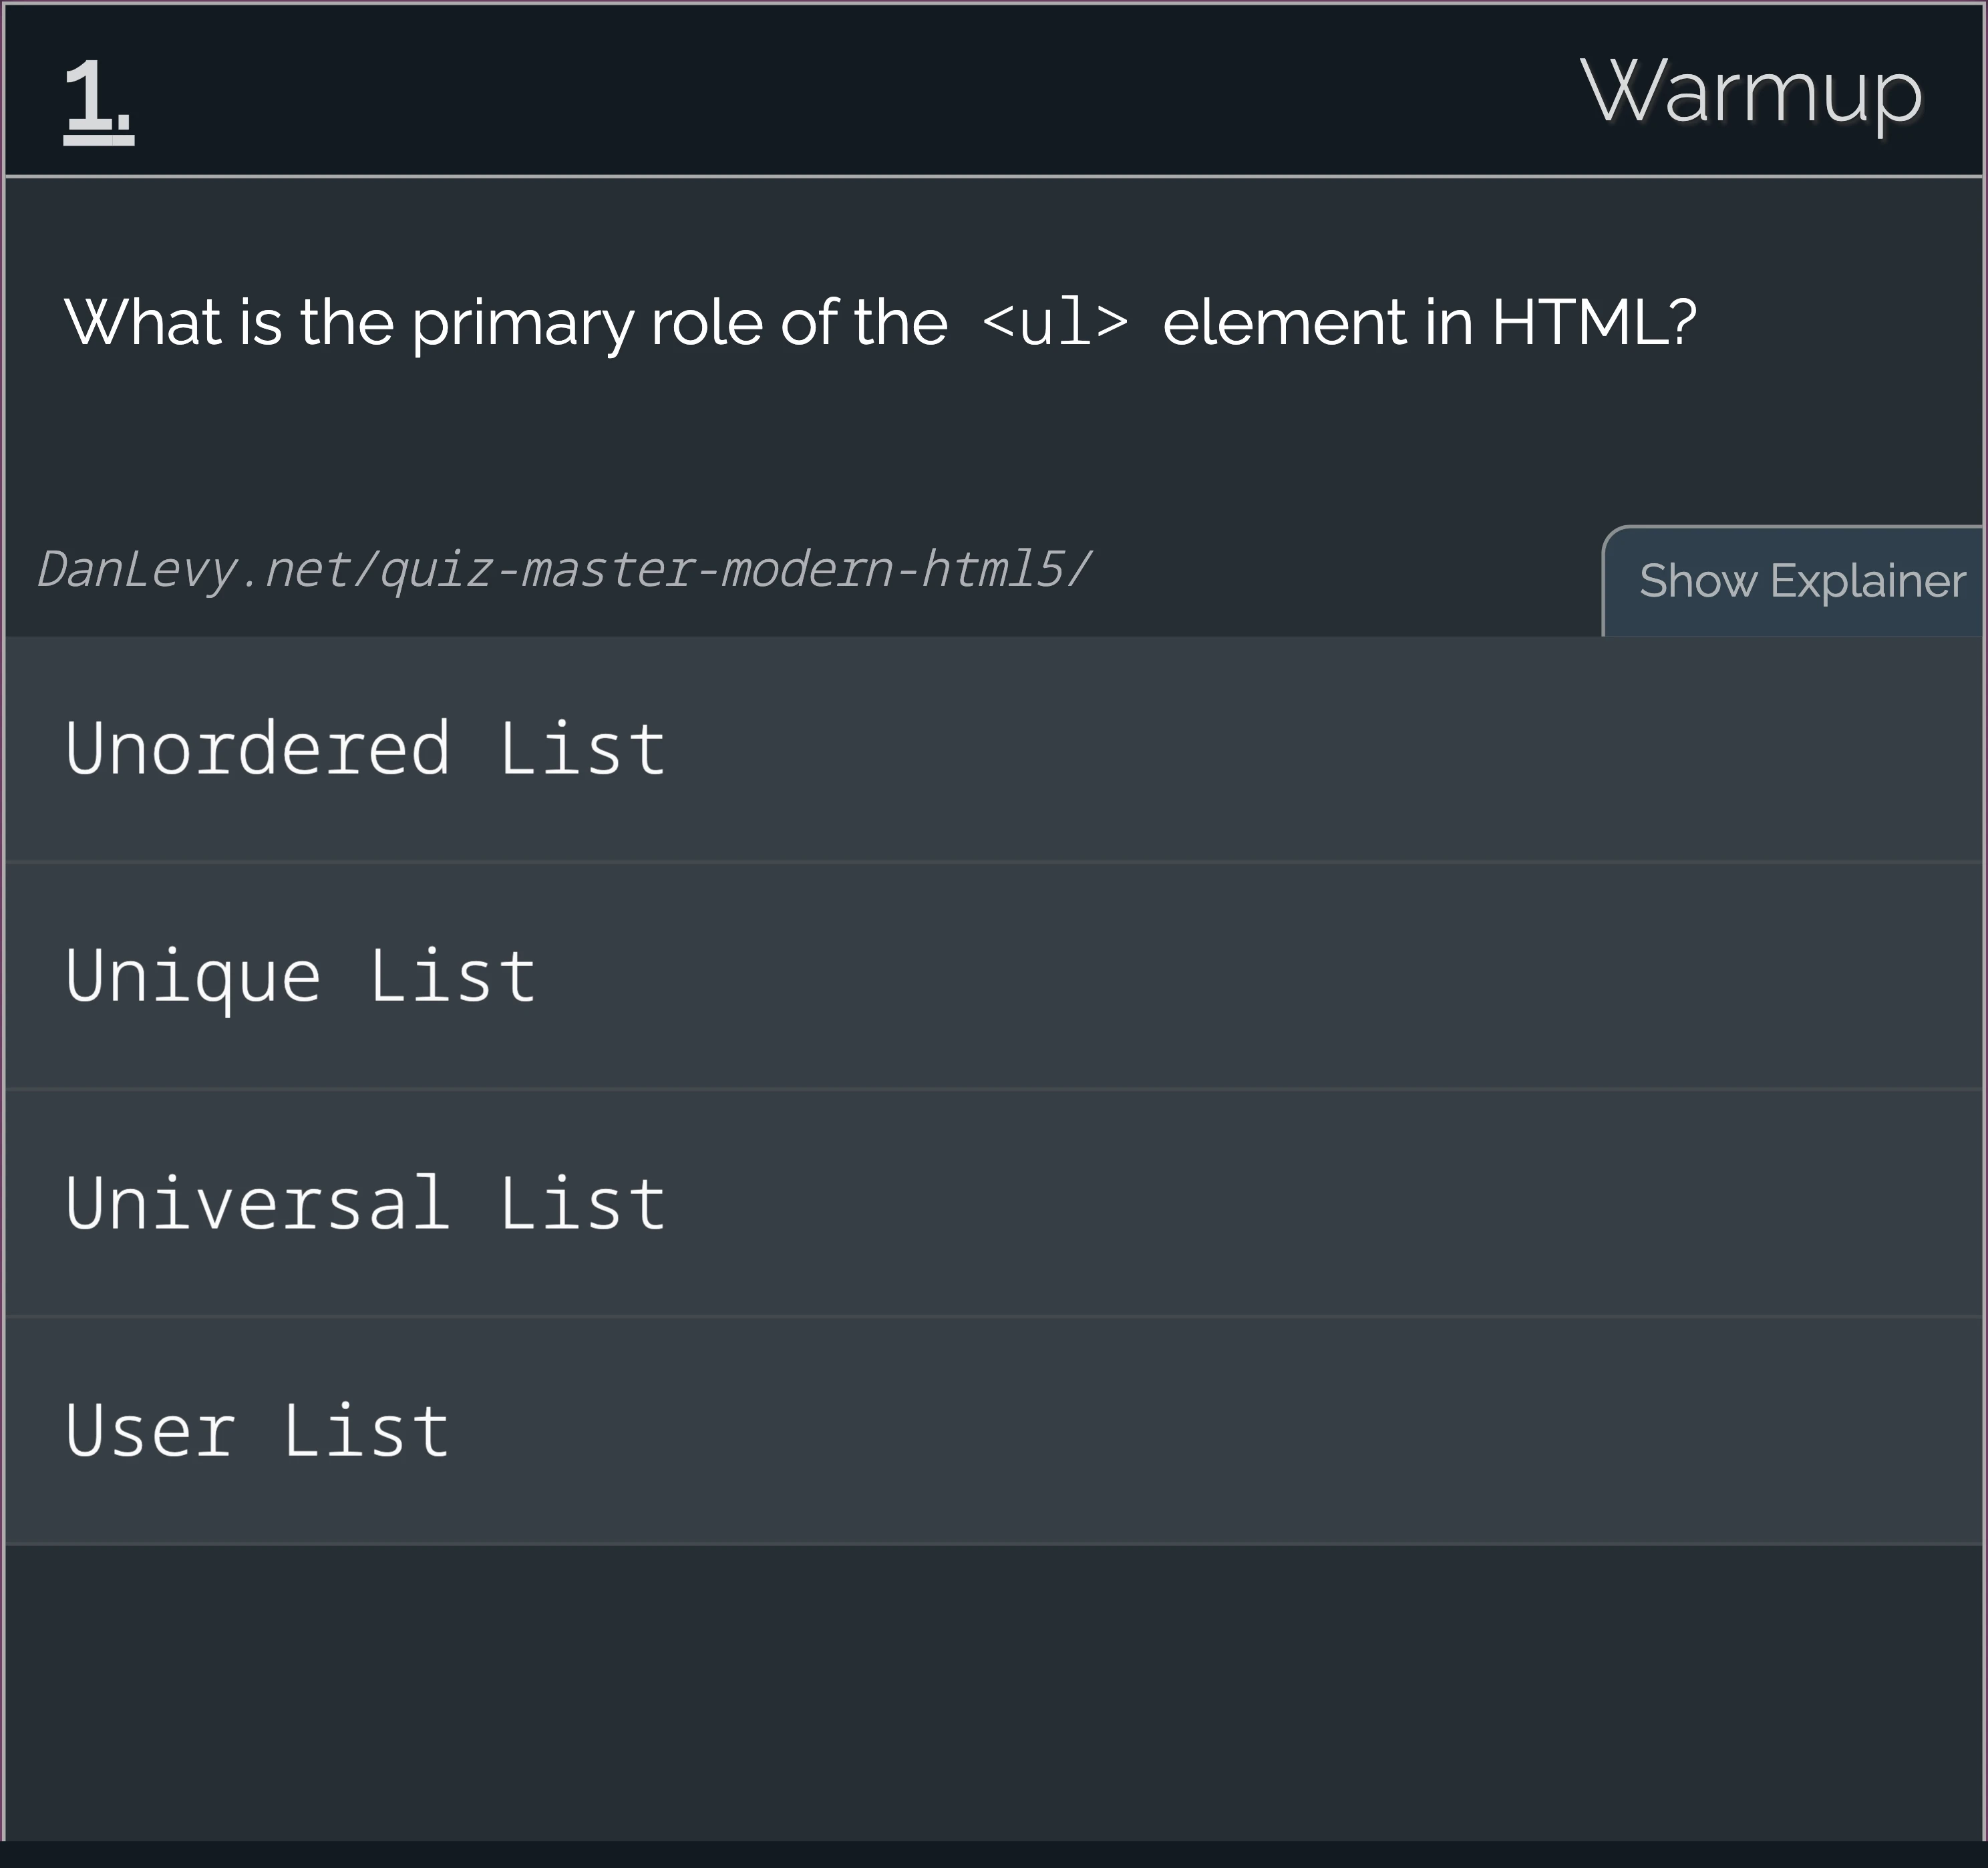 1.
Warmup
What is the primary role of the <ul> element in HTML?
DanLevy.net/quiz-master-modern-html5/
Show Explainer
Unordered List
Unique List
Universal List
User List